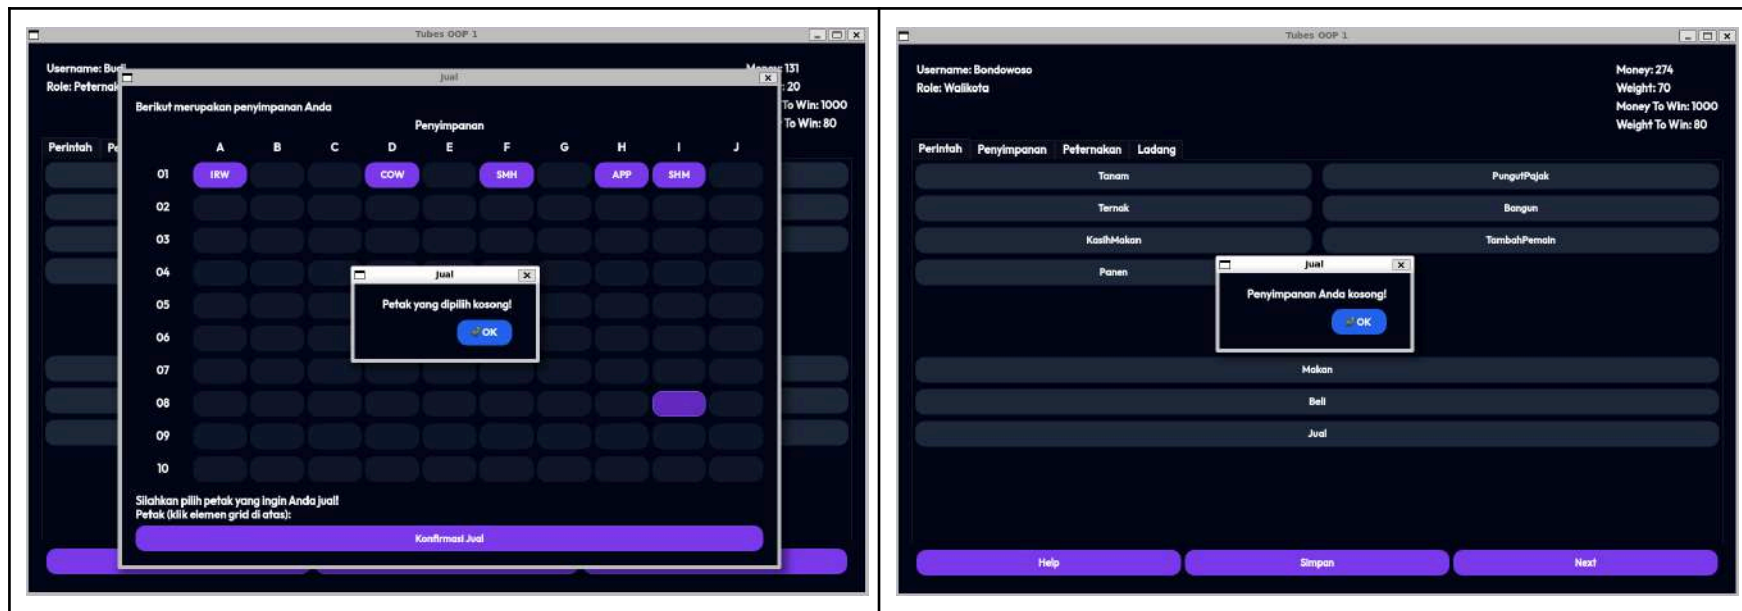 Tubes OOP 1
Username: Budi
Role: Peternak
Money: 131
: 20
To Win: 1000
To Win: 80
Perintah
Jual
Berikut merupakan penyimpanan Anda
Penyimpanan
A B C D E F G H I J
01 IRW COW SMH APP SHM
02
03
04
05
06
07
08
09
10
Jual
Petak yang dipilih kosong!
OK
Silahkan pilih petak yang ingin Anda jual!
Petak (klik elemen grid di atas):
Konfirmasi Jual
Tubes OOP 1
Username: Bondowoso
Role: Walikota
Money: 274
Weight: 70
Money To Win: 1000
Weight To Win: 80
Perintah Penyimpanan Peternakan Ladang
Tanam PungutPajak
Ternak Bangun
KasihMakan TambahPemain
Panen
Jual
Penyimpanan Anda kosong!
OK
Makan
Beli
Jual
Help Simpan Next